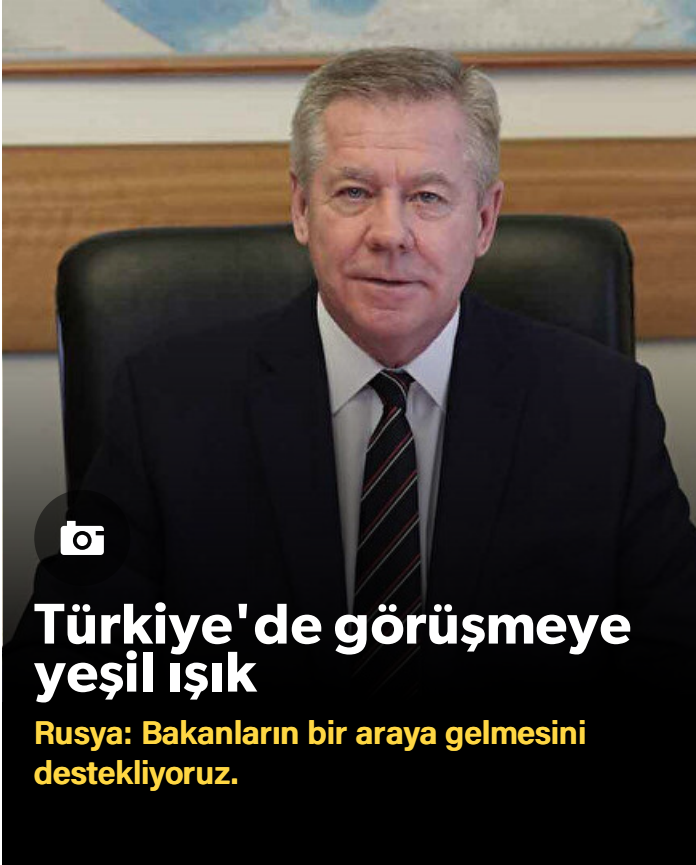 Türkiye'de görüşmeye
yeşil ışık
Rusya: Bakanların bir araya gelmesini
destekliyoruz.